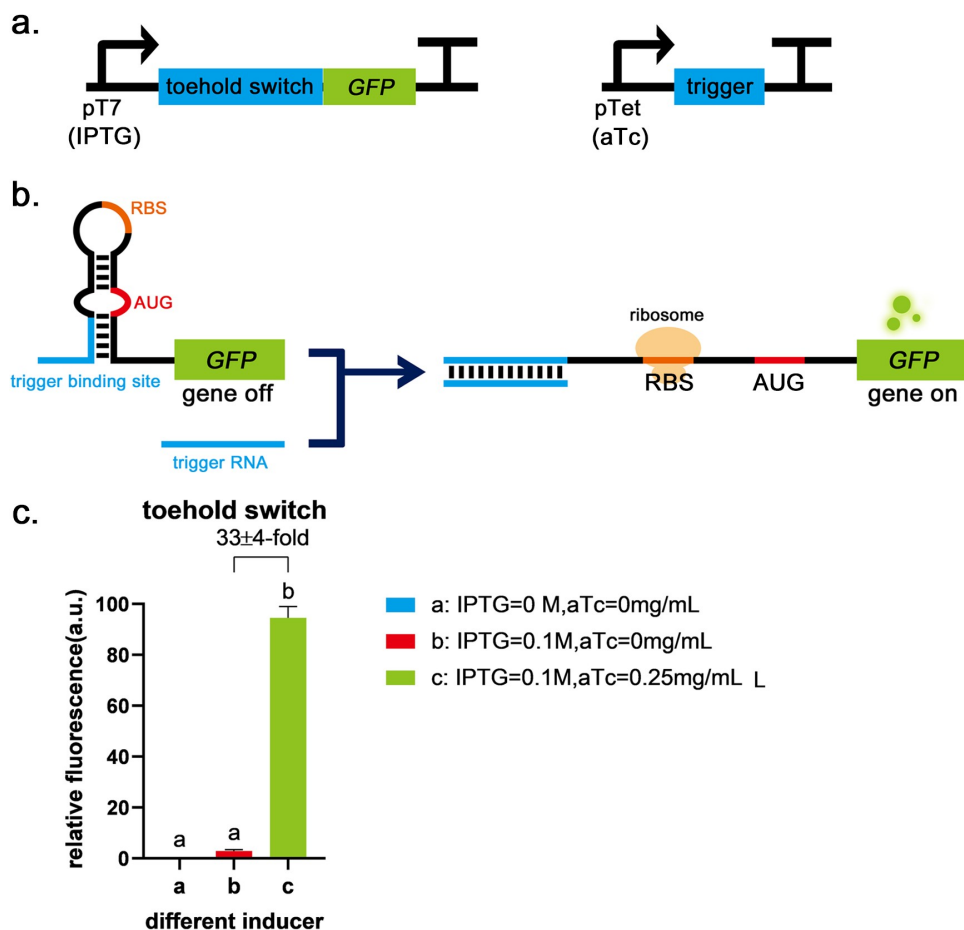 a.
toehold switch GFP
trigger
pT7
(IPTG)
pTet
(aTc)
b.
RBS
AUG
GFP
trigger binding site
gene off
trigger RNA
ribosome
RBS
AUG
GFP
gene on
c.
toehold switch
33±4-fold
relative fluorescence(a.u.)
100
80
60
40
20
0
a
a
b
a
b
c
different inducer
a: IPTG=0 M,aTc=0mg/mL
b: IPTG=0.1M,aTc=0mg/mL
c: IPTG=0.1M,aTc=0.25mg/mL L